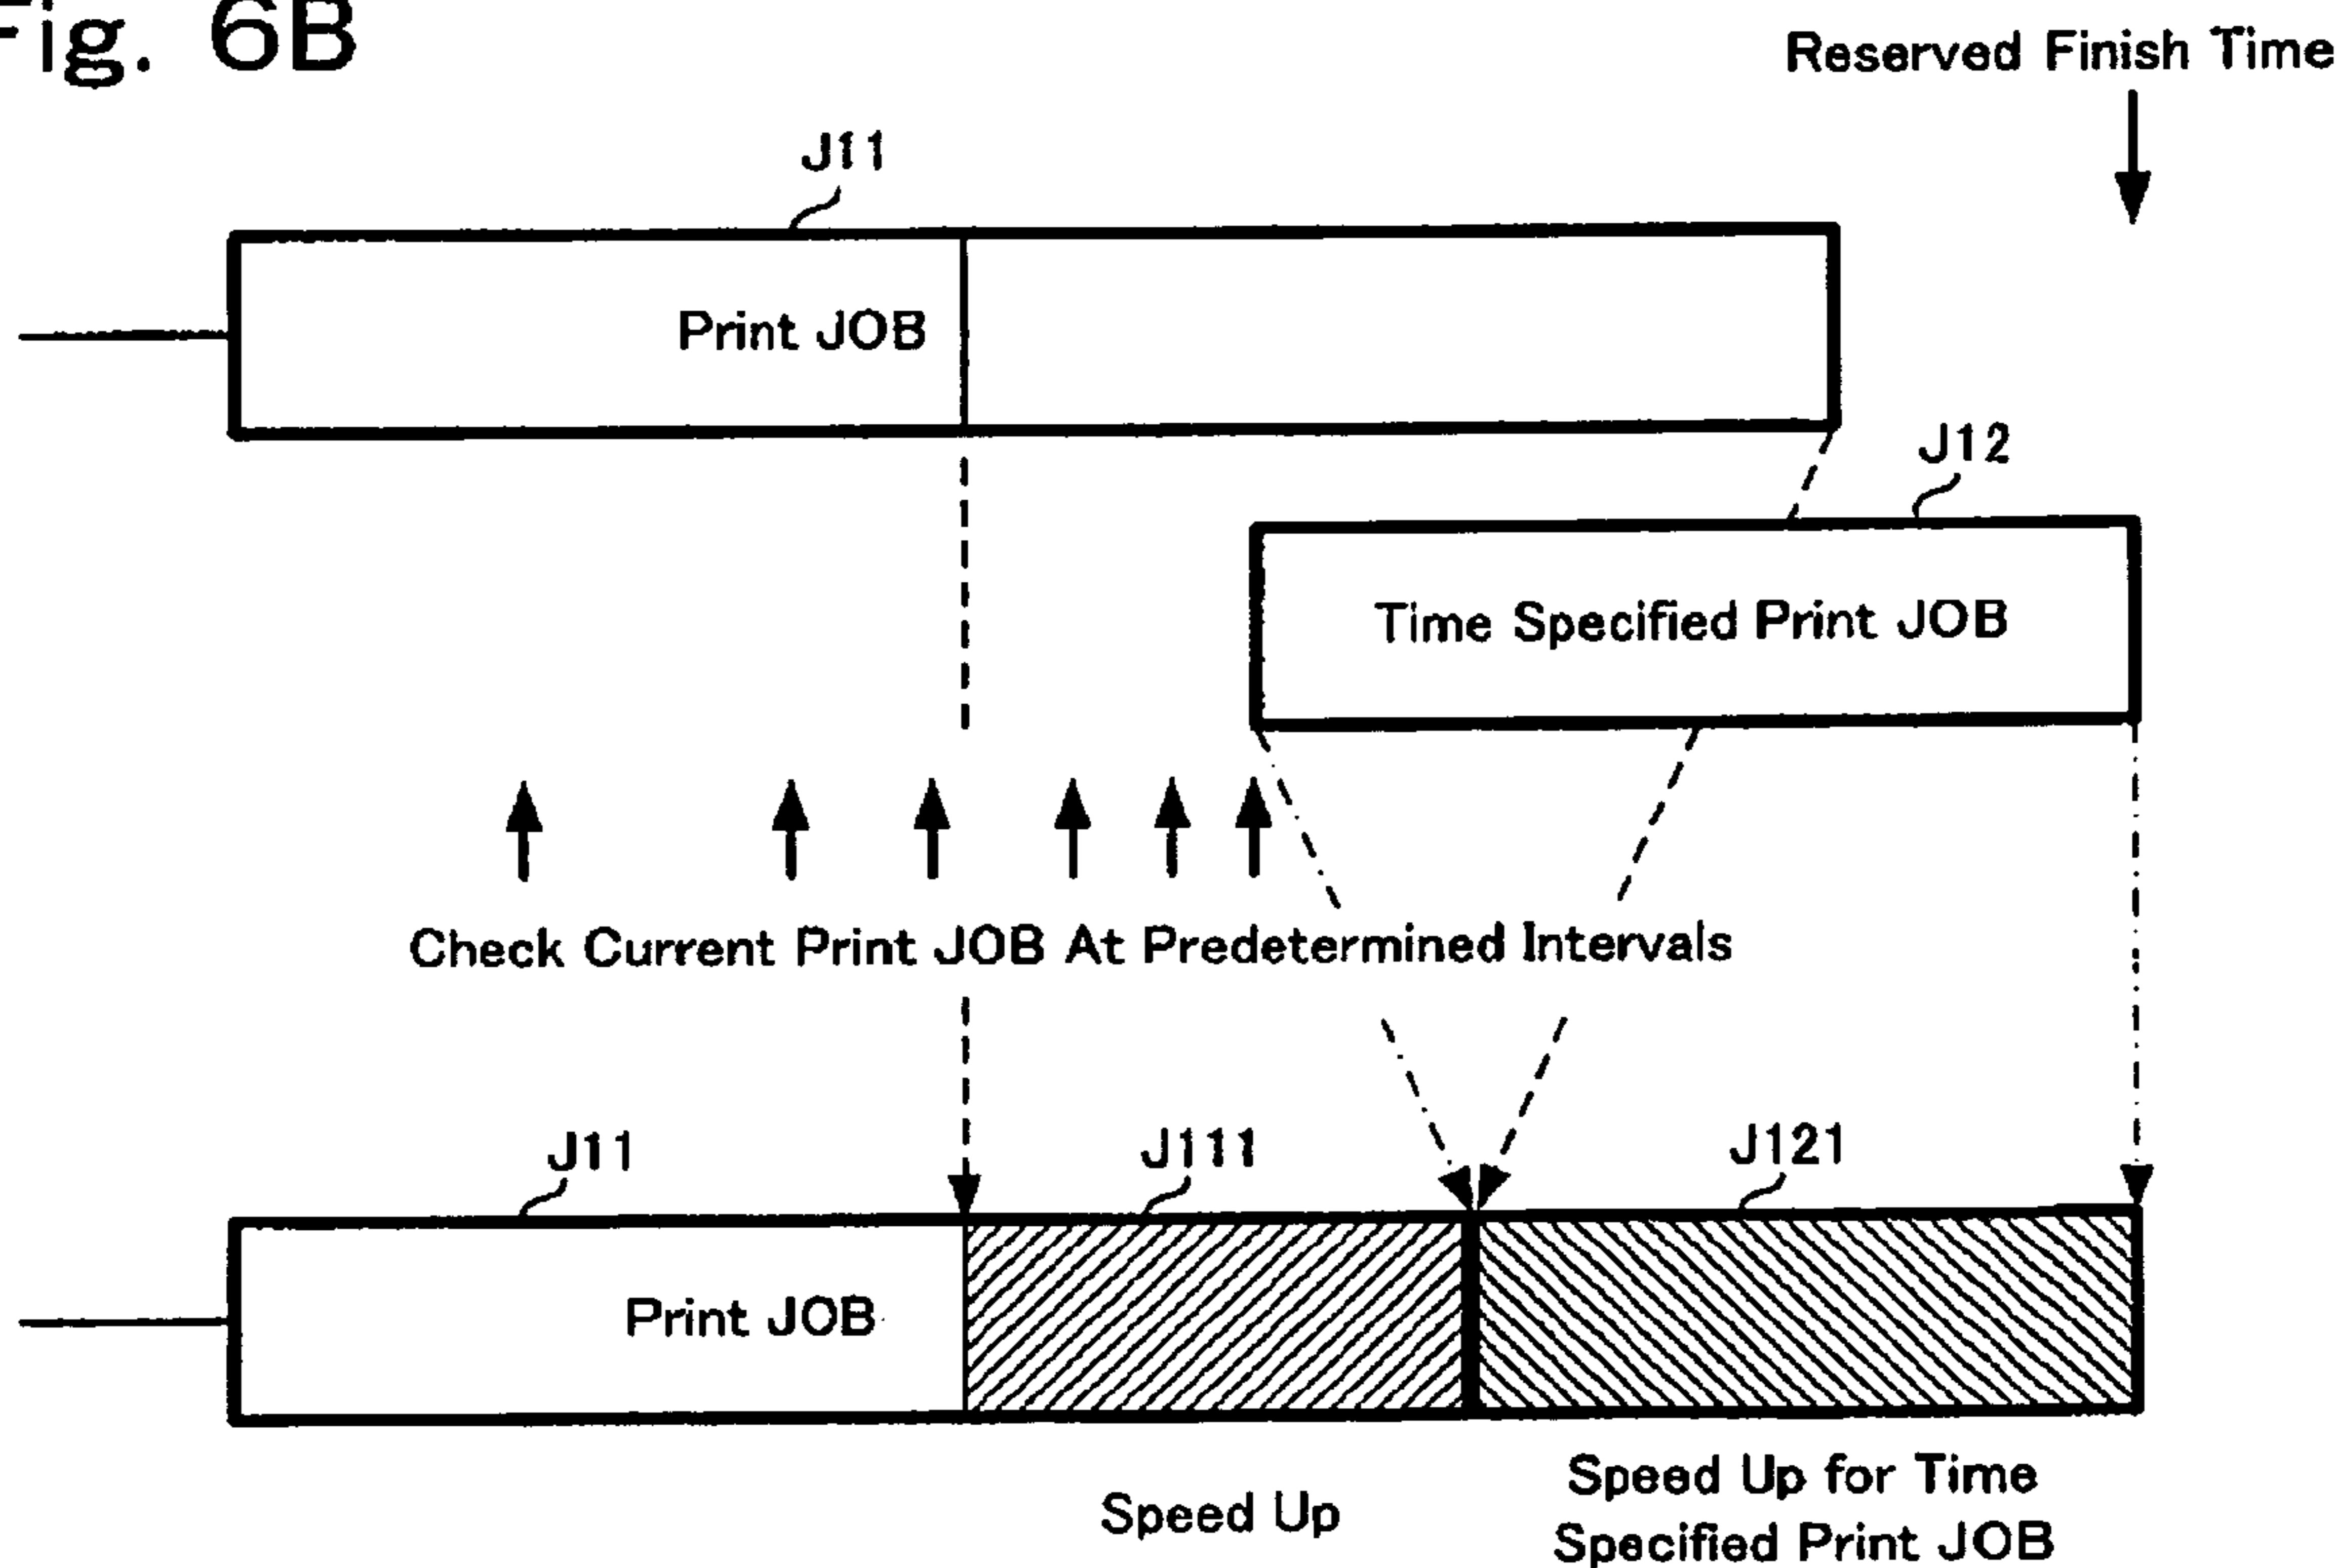 Fig. 6B
Reserved Finish Time
J11
Print JOB
J12
Time Specified Print JOB
Check Current Print JOB At Predetermined Intervals
J11
J111
J121
Print JOB
Speed Up
Speed Up for Time
Specified Print JOB